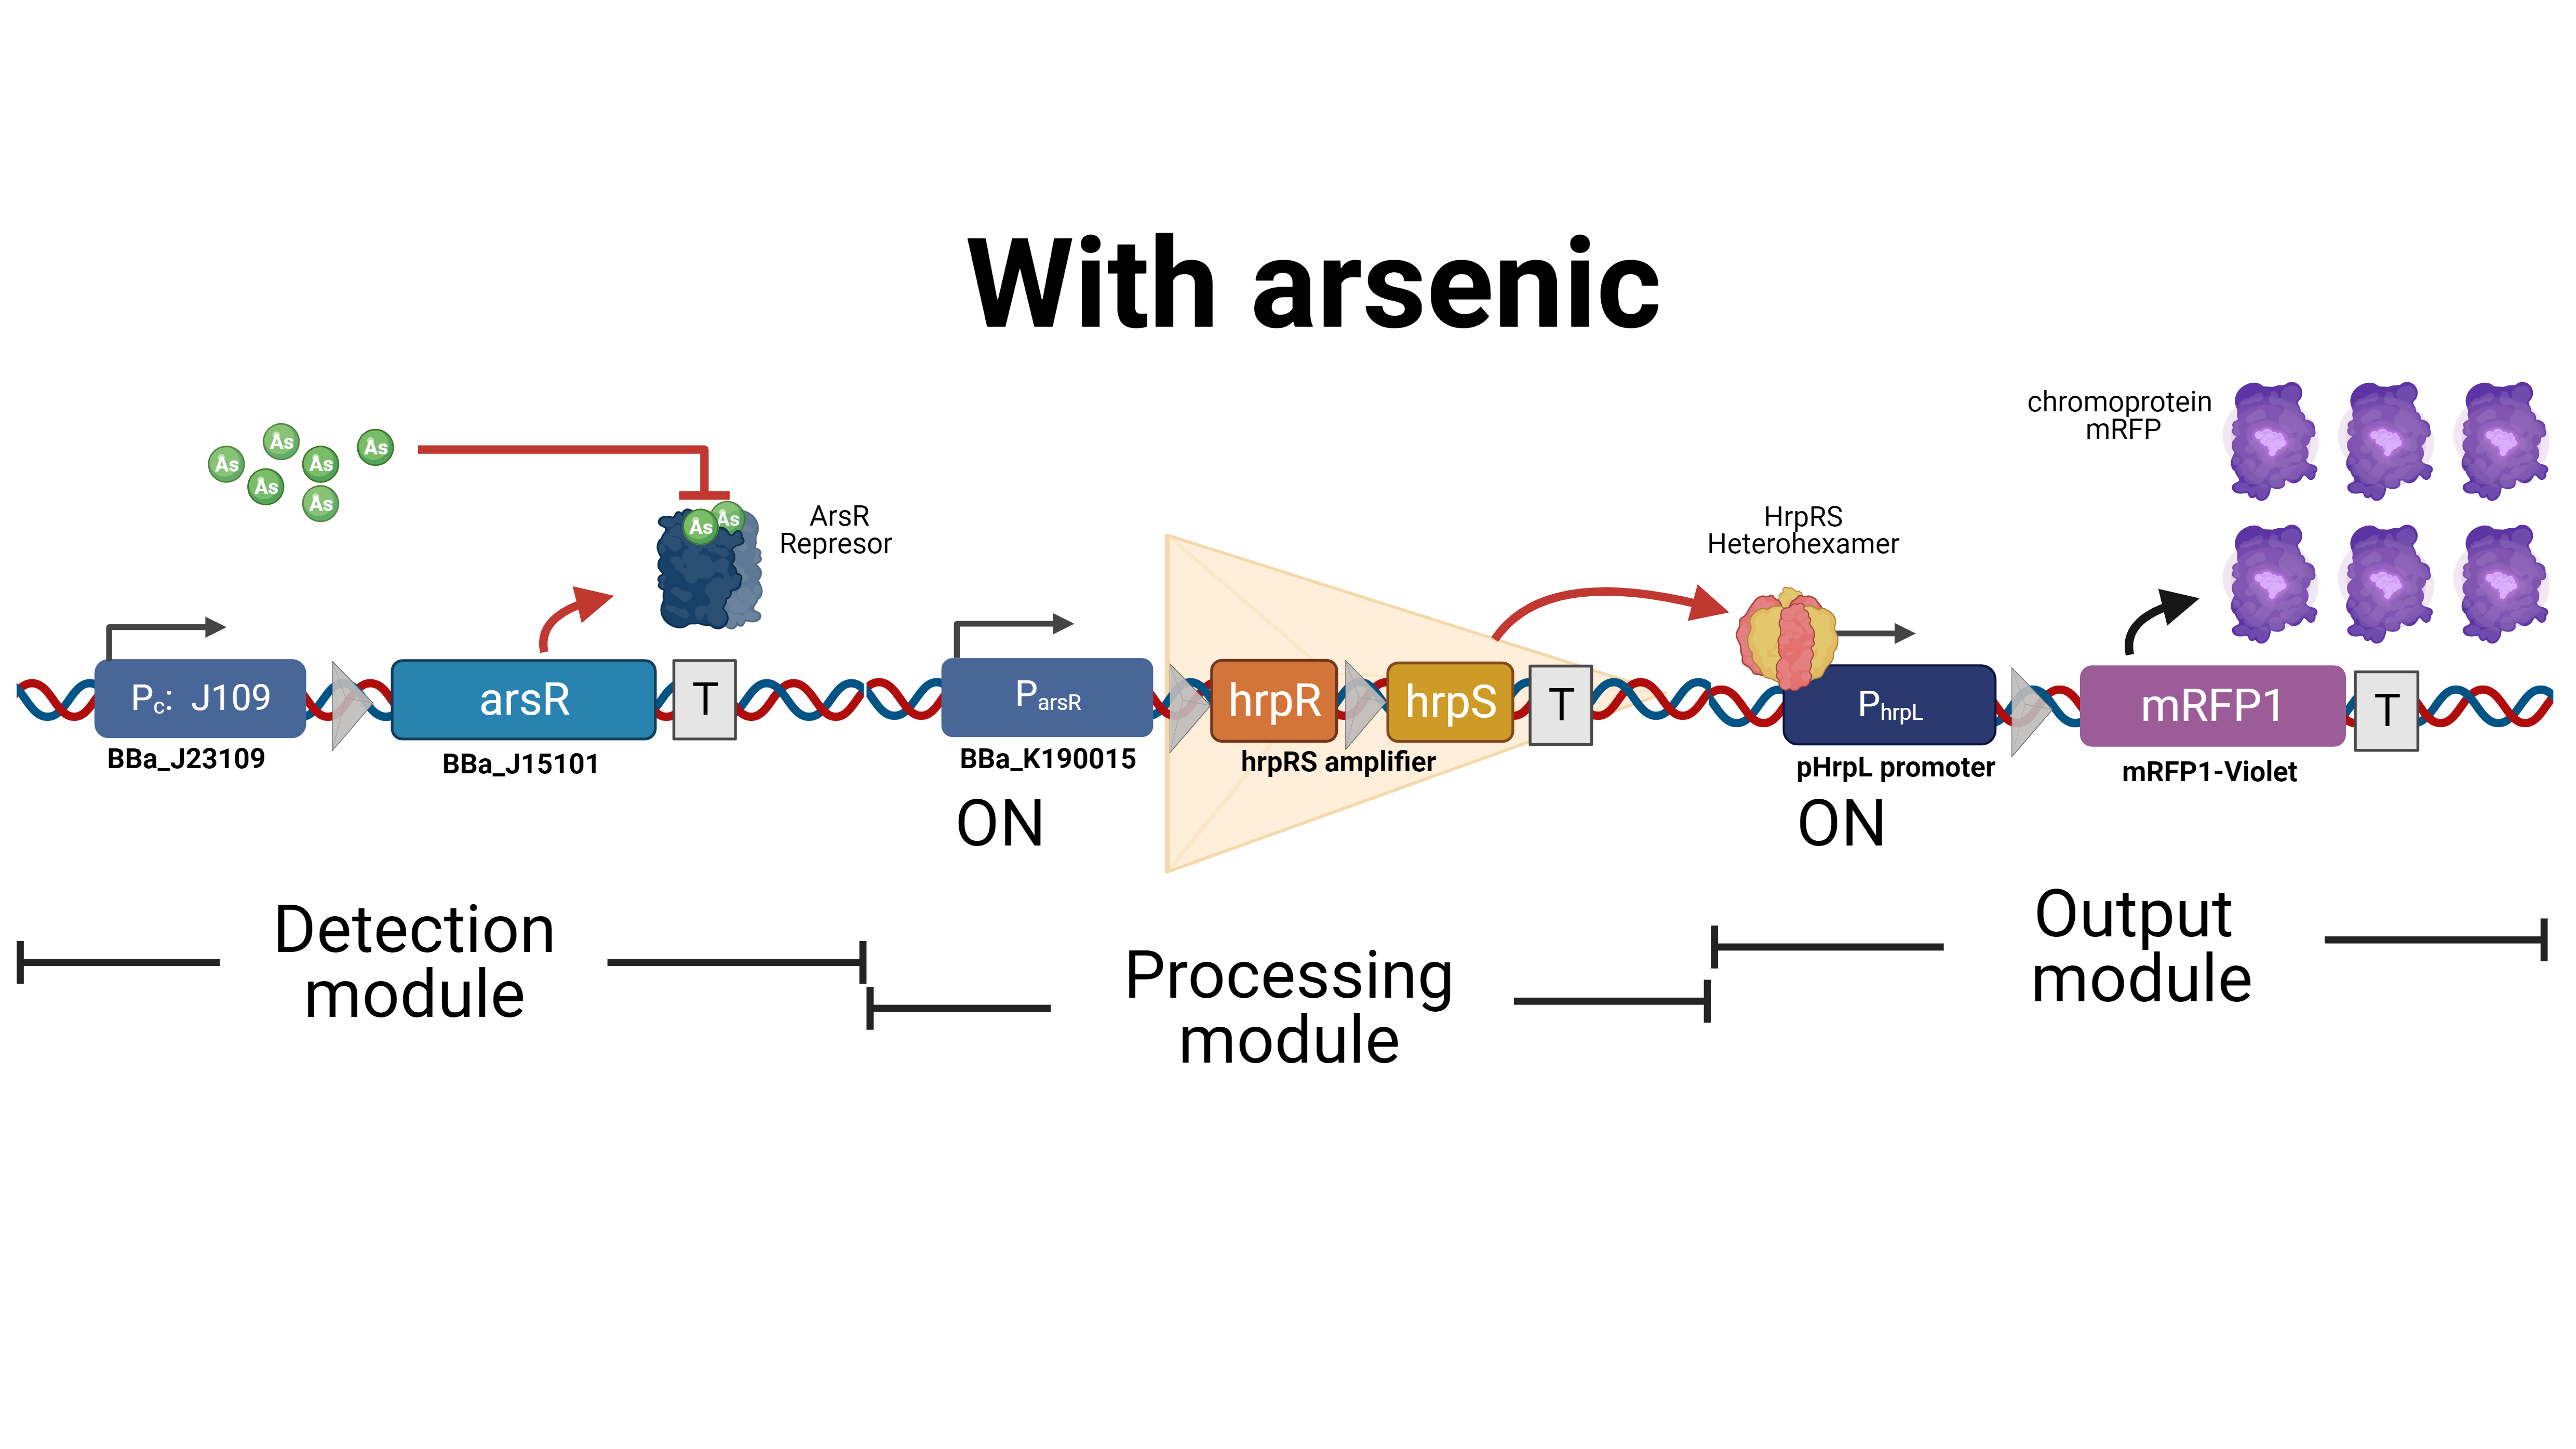 With arsenic
chromoprotein
mRFP
As
As
As
As
As
As
As
As
ArsR
Represor
HrpRS
Heterohexamer
Pc: J109
arsR
T
ParsR
hrpR
hrpS
T
PhrpL
mRFP1
T
BBa_J23109
BBa_J15101
BBa_K190015
hrpRS amplifier
pHrpL promoter
mRFP1-Violet
ON
ON
Detection
module
Processing
module
Output
module